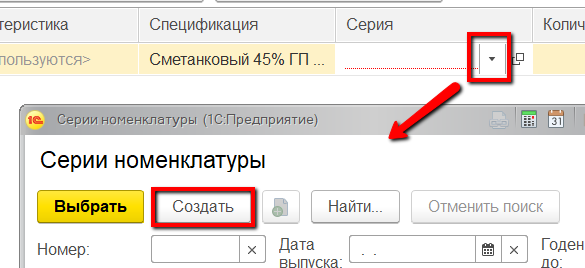 теристика Спецификация Серия Колич
пользуются> Сметанковый 45% ГП ...
1С Серии номенклатуры (1С:Предприятие) 31
Серии номенклатуры
Выбрать Создать Найти... Отменить поиск
Номер: Дата выпуска: . . Годен до: